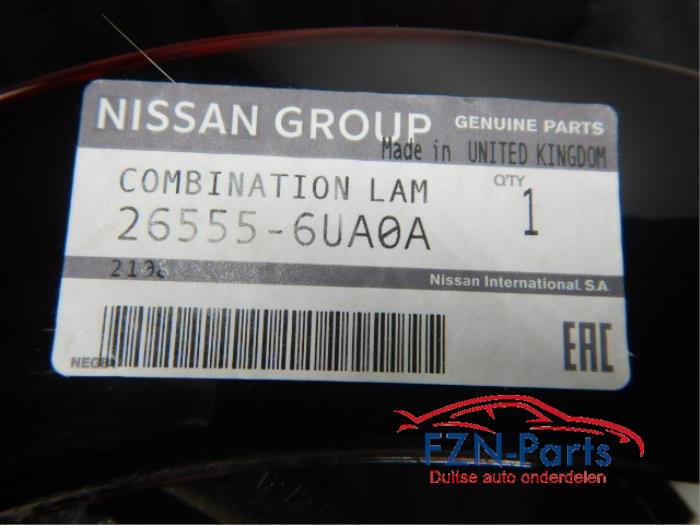 NISSAN GROUP GENUINE PARTS
Made in UNITED KINGDOM
COMBINATION LAM QTY
26555-6UA0A 1
Nissan International. S.A.
EAC
FZN-Parts
Duitse auto onderdelen